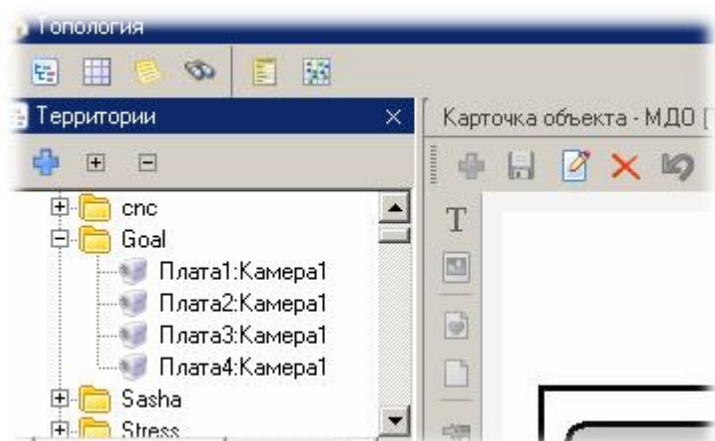 Топология
Территории
Карточка объекта - МДО [
T
cnc
Goal
Плата1:Камера1
Плата2:Камера1
Плата3:Камера1
Плата4:Камера1
Sasha
Stress